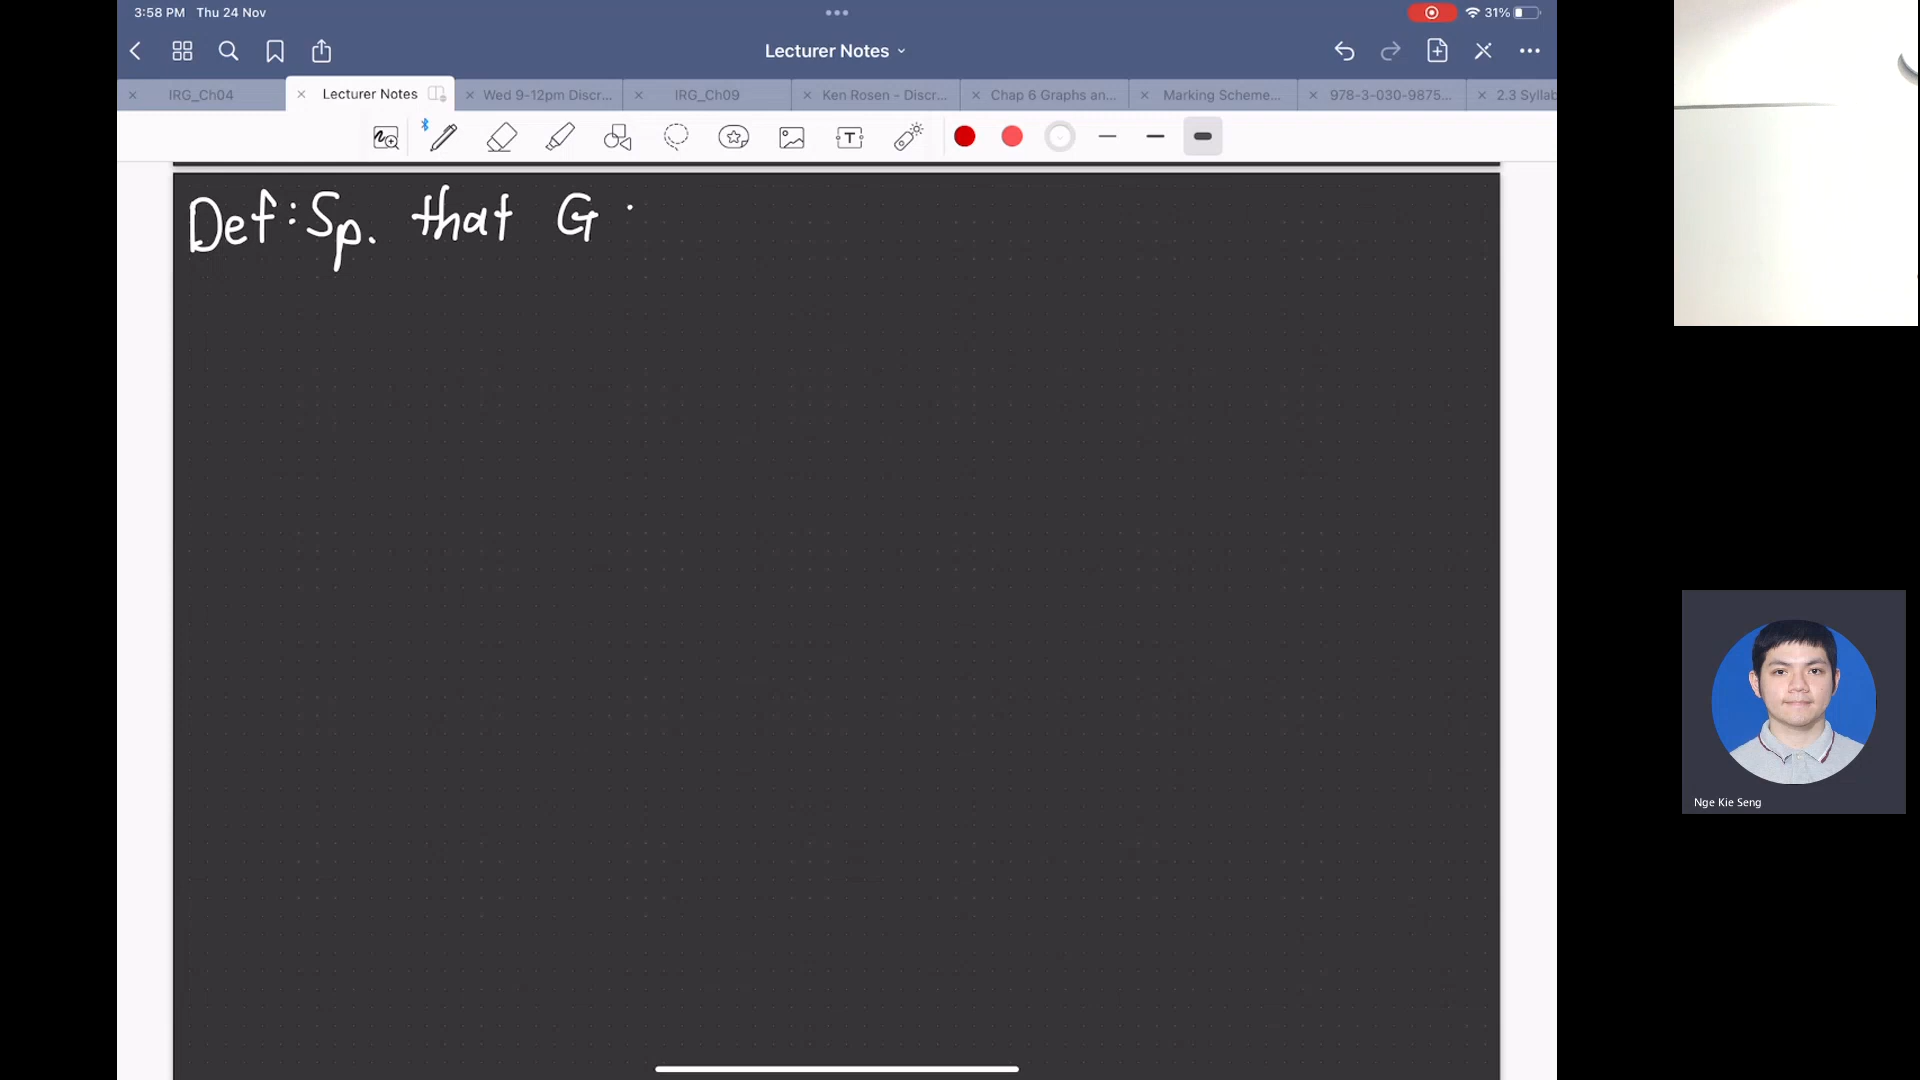 3:58 PM Thu 24 Nov
31%
Lecturer Notes
IRG_Ch04
Lecturer Notes
Wed 9-12pm Discr...
IRG_Ch09
Ken Rosen - Discr...
Chap 6 Graphs an...
Marking Scheme...
978-3-030-9875...
2.3 Syllab
T
Def: Sp. that G
Nge Kie Seng